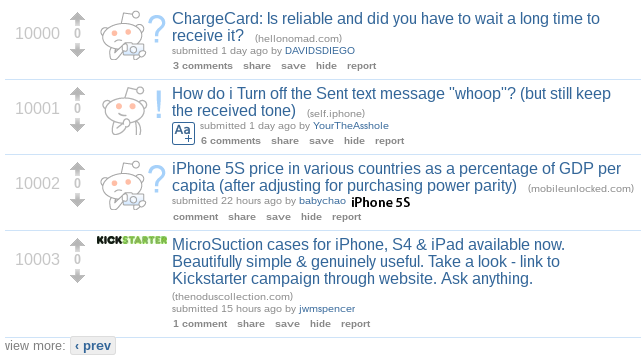 10000
0
?
ChargeCard: Is reliable and did you have to wait a long time to
receive it? (hellonomad.com)
submitted 1 day ago by DAVIDSDIEGO
3 comments share save hide report
10001
0
!
How do i Turn off the Sent text message "whoop"? (but still keep
the received tone) (self.iphone)
Aa+ submitted 1 day ago by YourTheAsshole
6 comments share save hide report
10002
0
?
iPhone 5S price in various countries as a percentage of GDP per
capita (after adjusting for purchasing power parity) (mobileunlocked.com)
submitted 22 hours ago by babychao iPhone 5S
comment share save hide report
10003
0
KICKSTARTER
MicroSuction cases for iPhone, S4 & iPad available now.
Beautifully simple & genuinely useful. Take a look - link to
Kickstarter campaign through website. Ask anything.
(thenoduscollection.com)
submitted 15 hours ago by jwmspencer
1 comment share save hide report
view more: ‹ prev